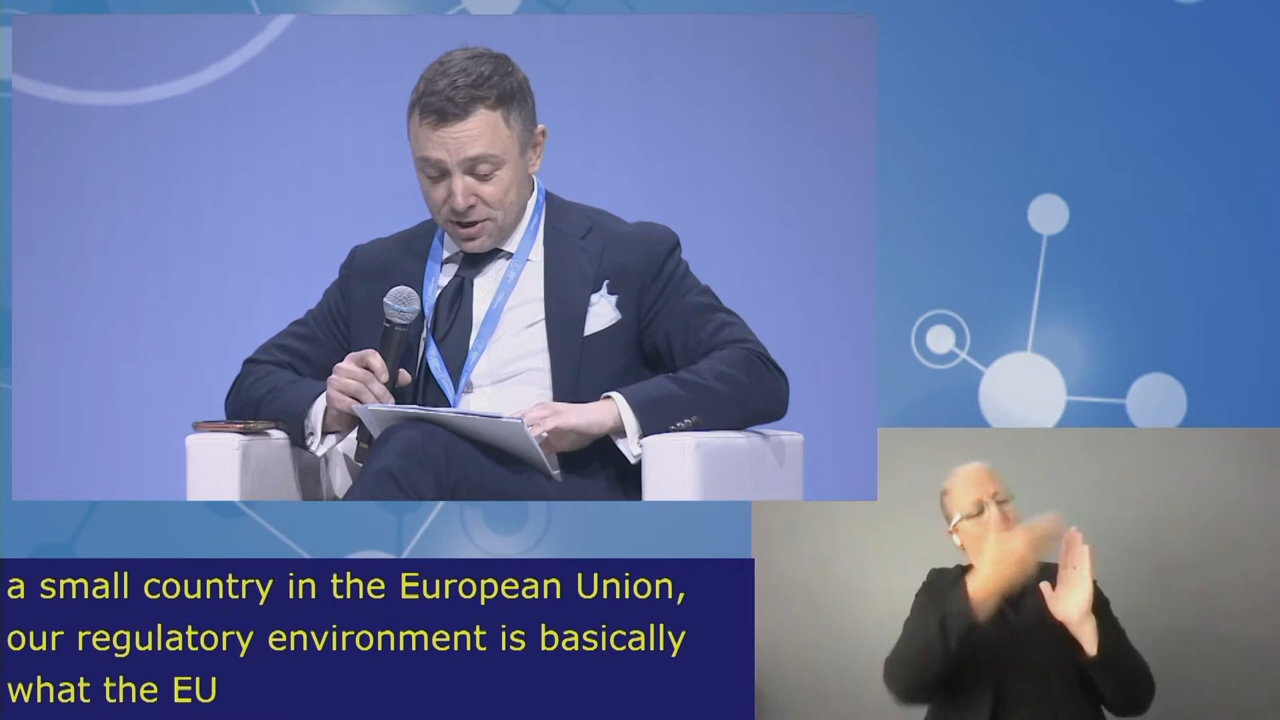 a small country in the European Union,
our regulatory environment is basically
what the EU